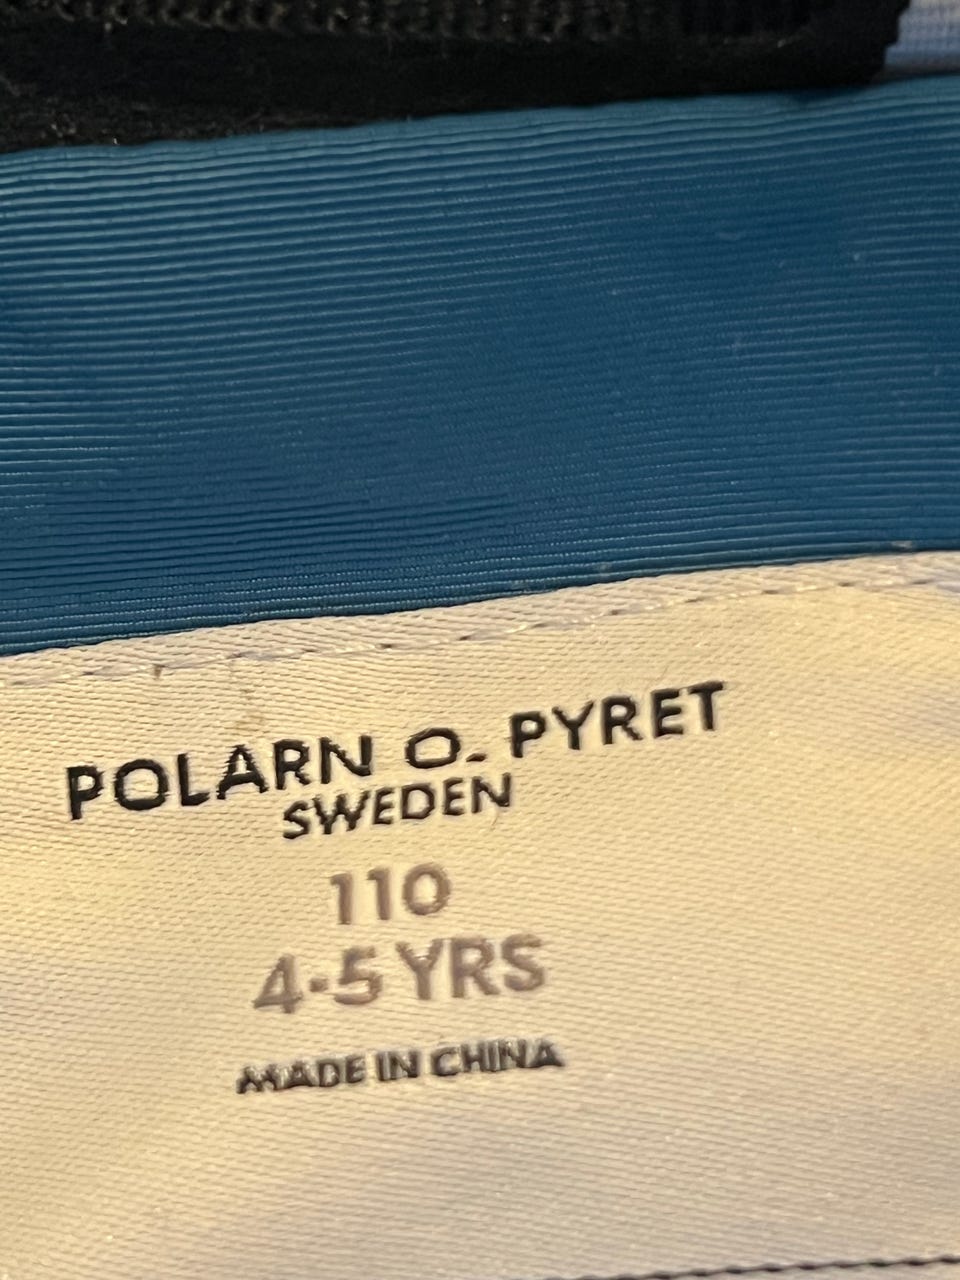 POLARN O. PYRET
SWEDEN
110
4-5 YRS
MADE IN CHINA